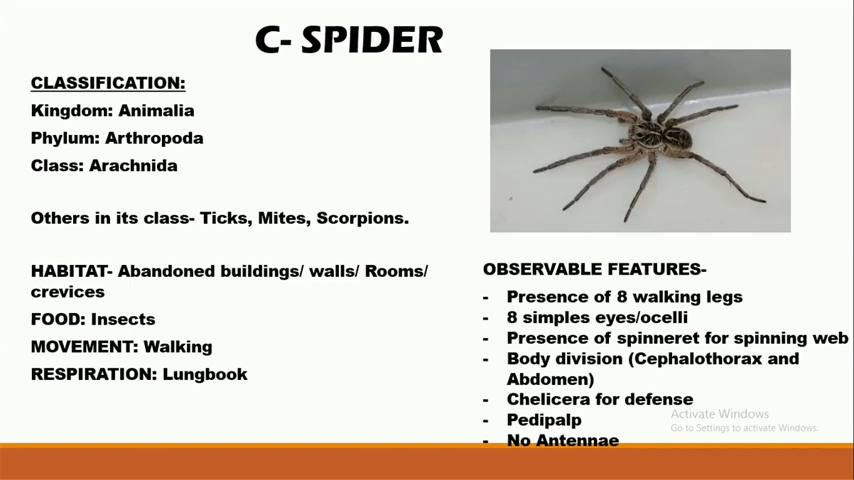 C- SPIDER
CLASSIFICATION:
Kingdom: Animalia
Phylum: Arthropoda
Class: Arachnida
Others in its class- Ticks, Mites, Scorpions.
HABITAT- Abandoned buildings/ walls/ Rooms/
crevices
FOOD: Insects
MOVEMENT: Walking
RESPIRATION: Lungbook
OBSERVABLE FEATURES-
- Presence of 8 walking legs
- 8 simples eyes/ocelli
- Presence of spinneret for spinning web
- Body division (Cephalothorax and
Abdomen)
- Chelicera for defense
- Pedipalp
- No Antennae
Activate Windows
Go to Settings to activate Windows.